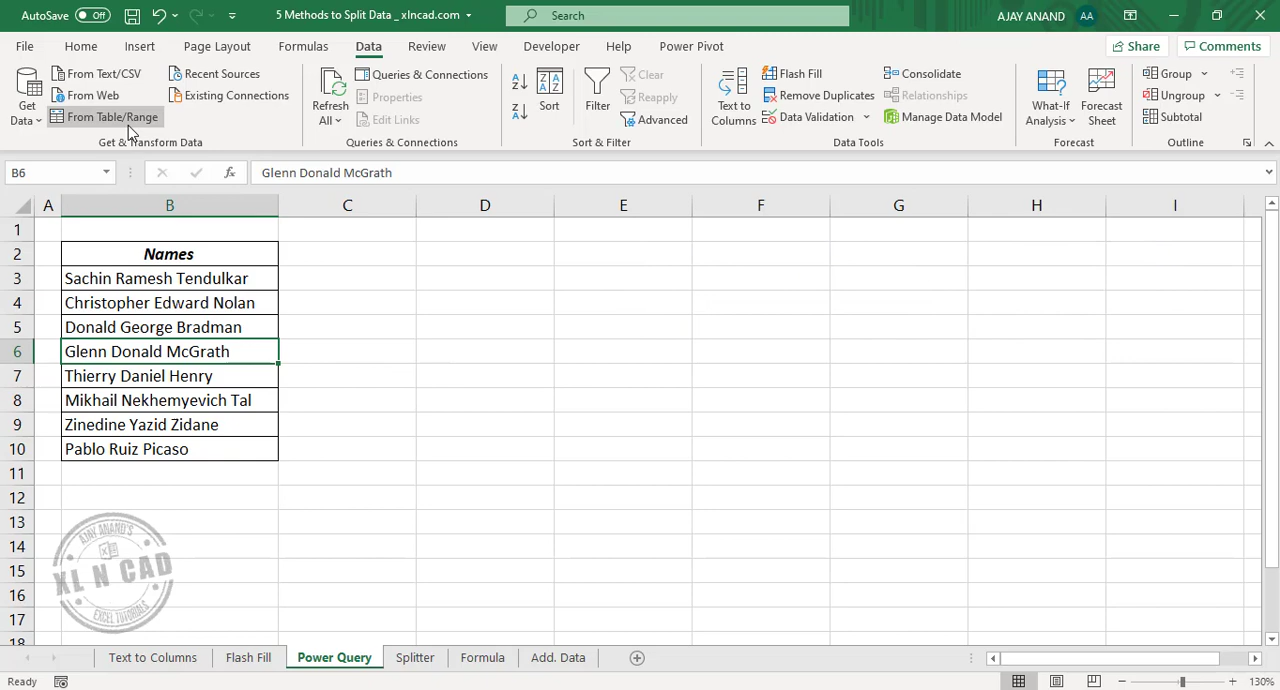 AutoSave Off 5 Methods to Split Data _ xlncad.com Search AJAY ANAND AA
File Home Insert Page Layout Formulas Data Review View Developer Help Power Pivot Share Comments
Get Data
From Text/CSV
From Web
From Table/Range
Recent Sources
Existing Connections
Get & Transform Data
Refresh All
Queries & Connections
Properties
Edit Links
Queries & Connections
Sort
Filter
Clear
Reapply
Advanced
Sort & Filter
Text to Columns
Flash Fill
Remove Duplicates
Data Validation
Consolidate
Relationships
Manage Data Model
Data Tools
What-If Analysis
Forecast Sheet
Forecast
Group
Ungroup
Subtotal
Outline
B6 fx Glenn Donald McGrath
A B C D E F G H I
1
2 Names
3 Sachin Ramesh Tendulkar
4 Christopher Edward Nolan
5 Donald George Bradman
6 Glenn Donald McGrath
7 Thierry Daniel Henry
8 Mikhail Nekhemyevich Tal
9 Zinedine Yazid Zidane
10 Pablo Ruiz Picaso
11
12
13
14
15
16
17
18
AJAY ANAND'S
XL N CAD
EXCEL TUTORIALS
Text to Columns Flash Fill Power Query Splitter Formula Add. Data
Ready 130%